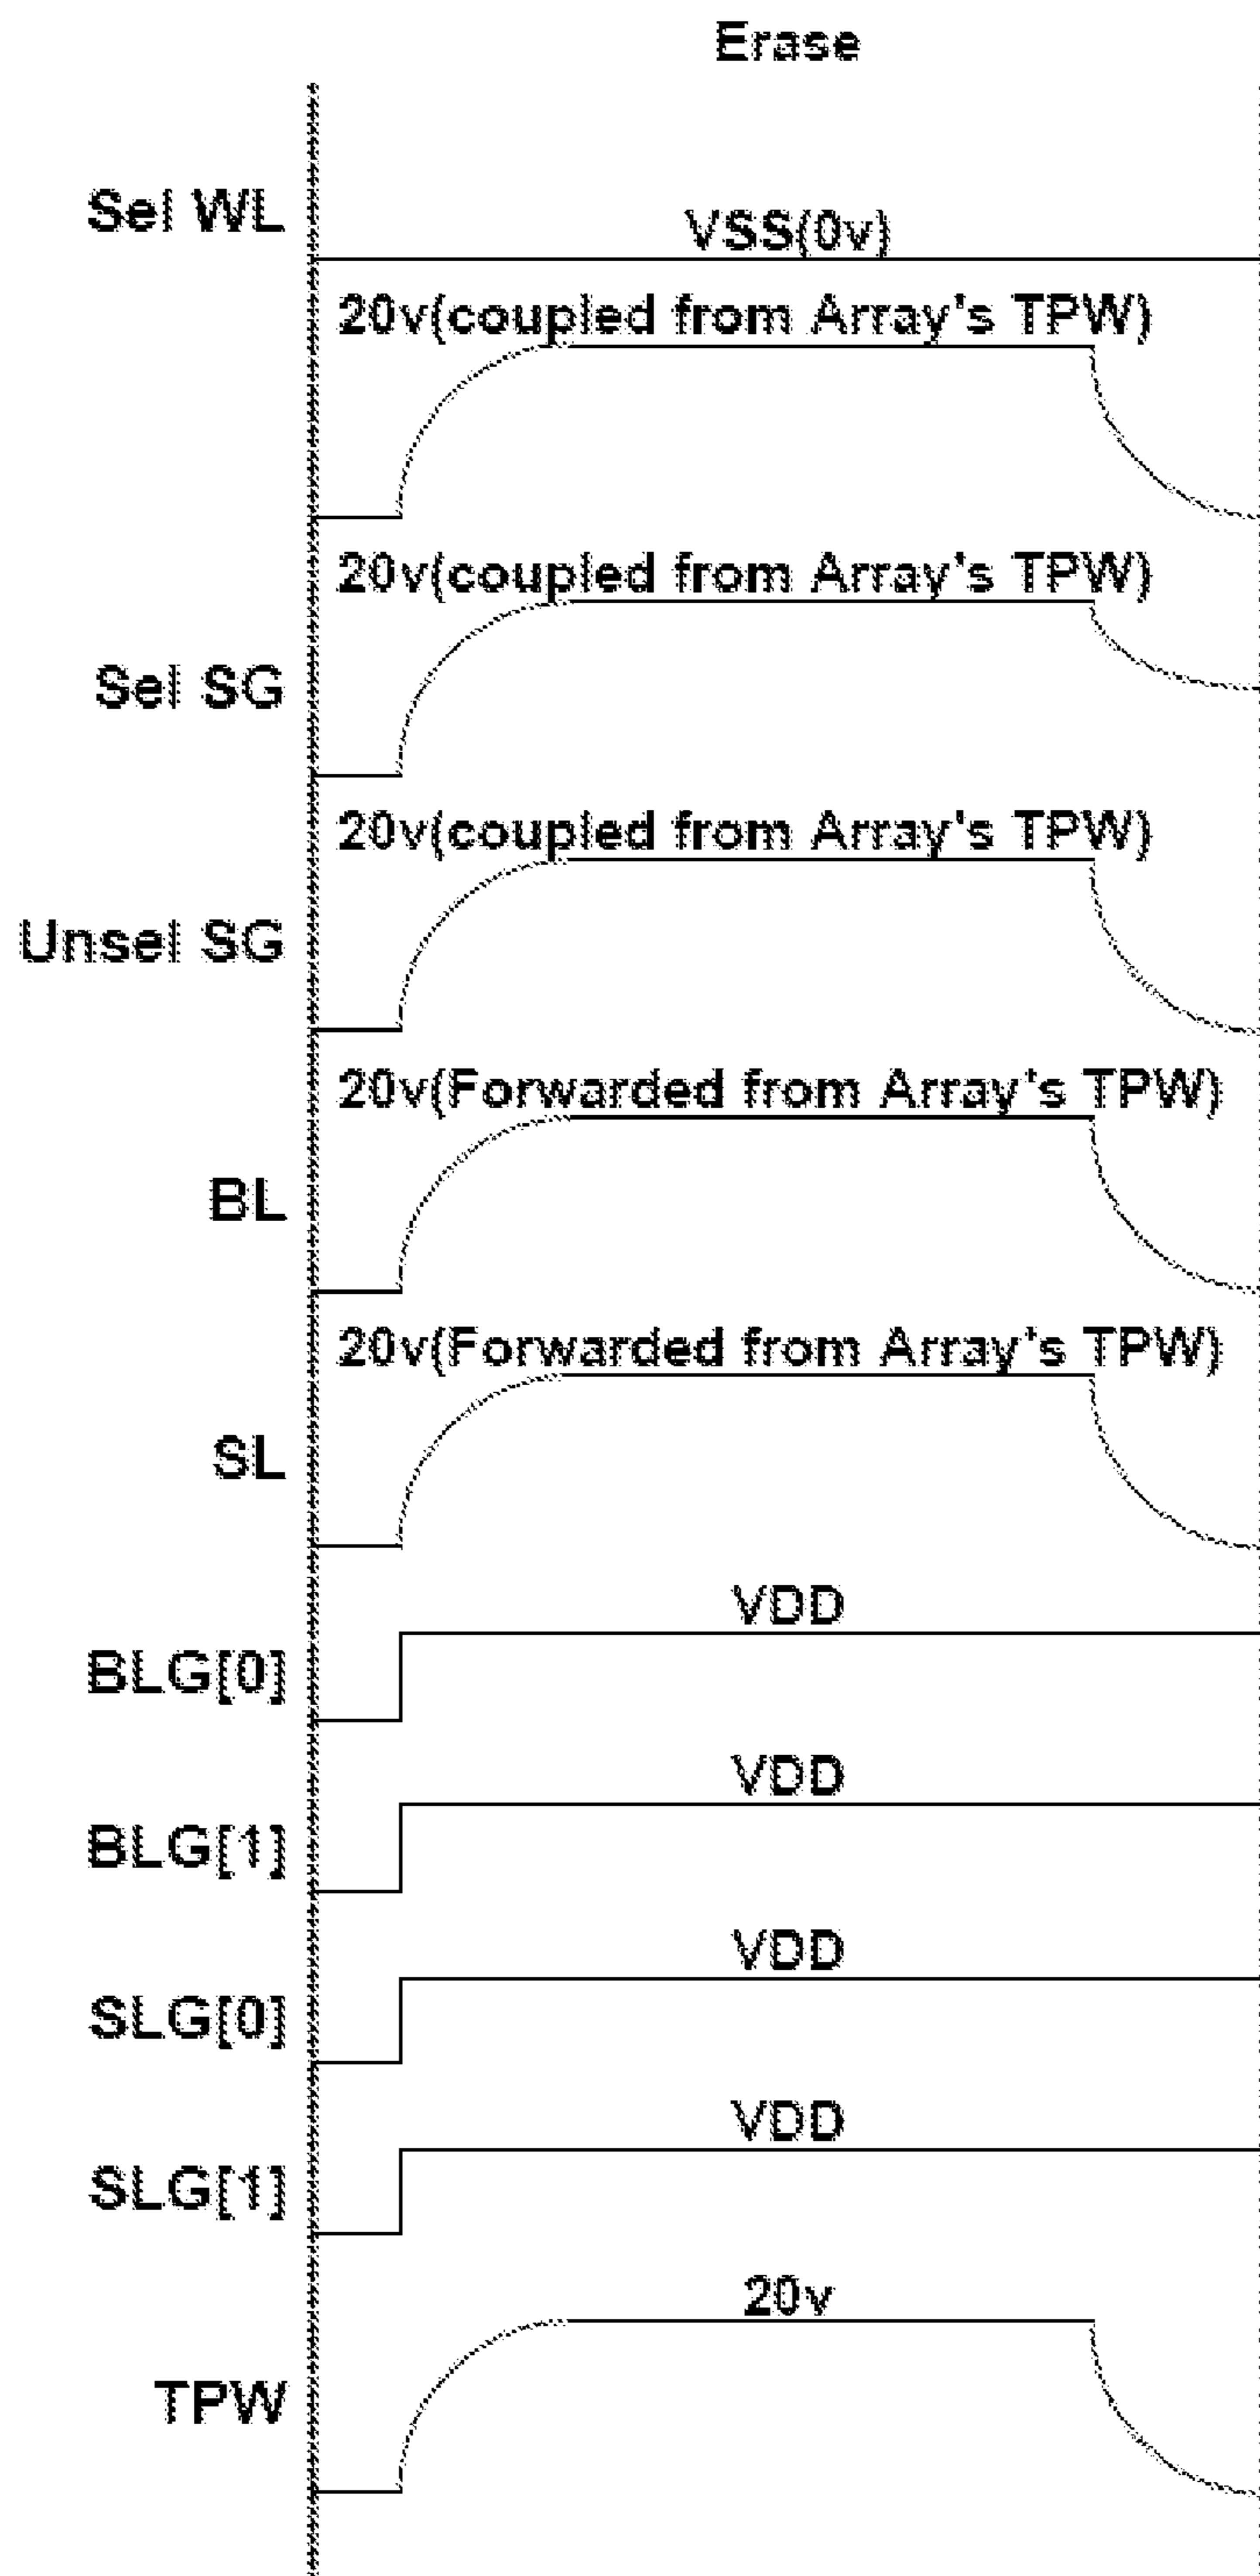 Erase
Sel WL
VSS(0v)
20v(coupled from Array's TPW)
20v(coupled from Array's TPW)
Sel SG
20v(coupled from Array's TPW)
Unsel SG
20v(Forwarded from Array's TPW)
BL
20v(Forwarded from Array's TPW)
SL
VDD
BLG[0]
VDD
BLG[1]
VDD
SLG[0]
VDD
SLG[1]
20v
TPW